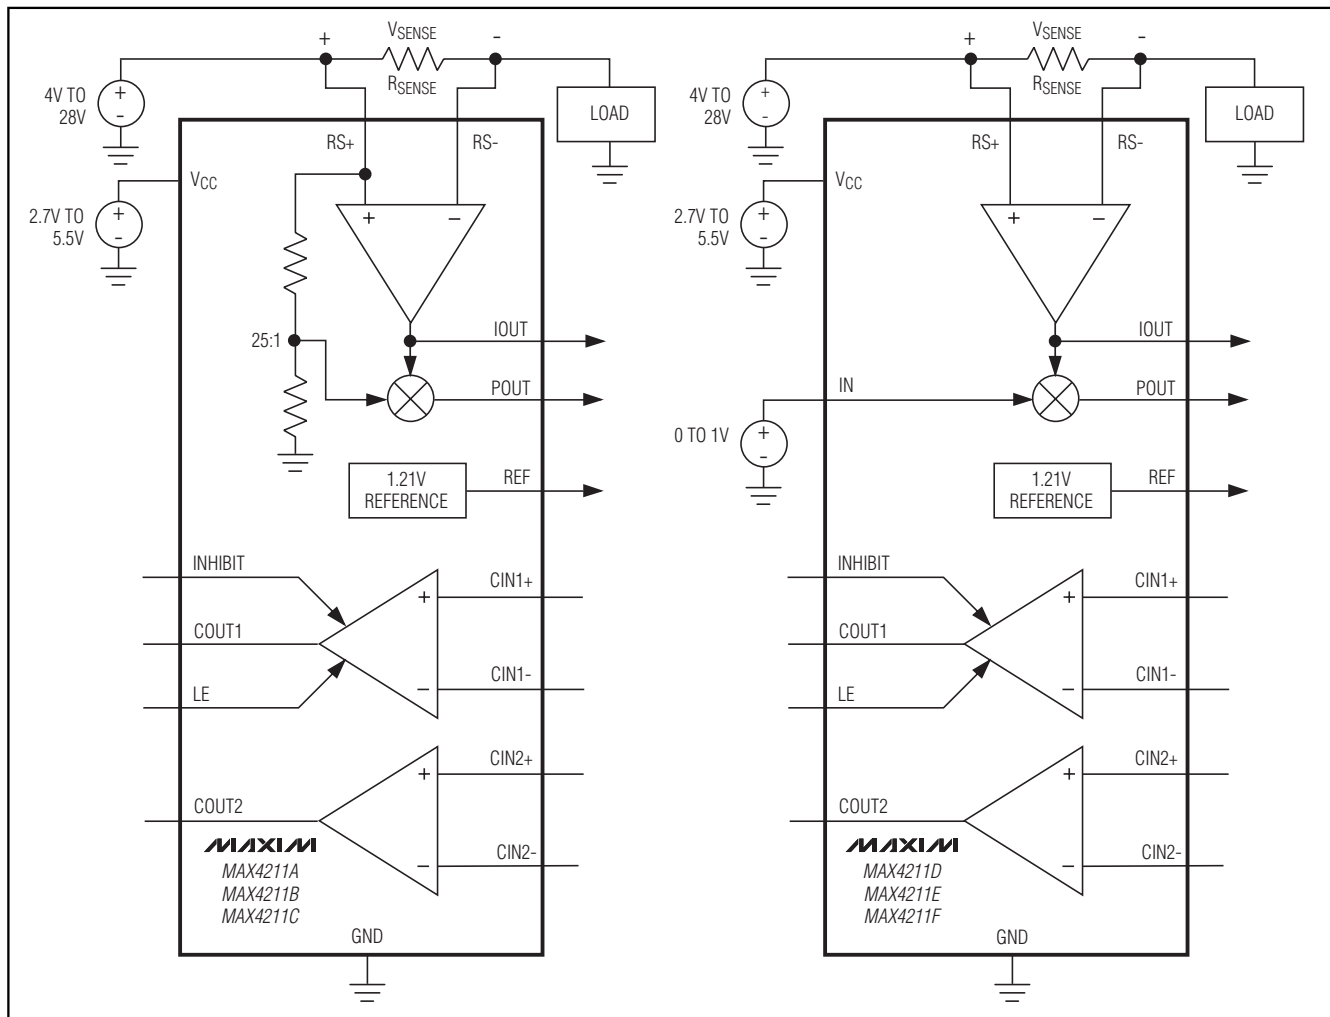 + VSENSE -
RSENSE
4V TO
28V
+
-
LOAD
RS+
RS-
VCC
2.7V TO
5.5V
+
-
+ −
25:1
IOUT
POUT
1.21V
REFERENCE
REF
INHIBIT
COUT1
LE
+
−
CIN1+
CIN1-
COUT2
+
−
CIN2+
CIN2-
MAXIM
MAX4211A
MAX4211B
MAX4211C
GND
+ VSENSE -
RSENSE
4V TO
28V
+
-
LOAD
RS+
RS-
VCC
2.7V TO
5.5V
+
-
+ −
IOUT
IN
POUT
0 TO 1V
+
-
1.21V
REFERENCE
REF
INHIBIT
COUT1
LE
+
−
CIN1+
CIN1-
COUT2
+
−
CIN2+
CIN2-
MAXIM
MAX4211D
MAX4211E
MAX4211F
GND